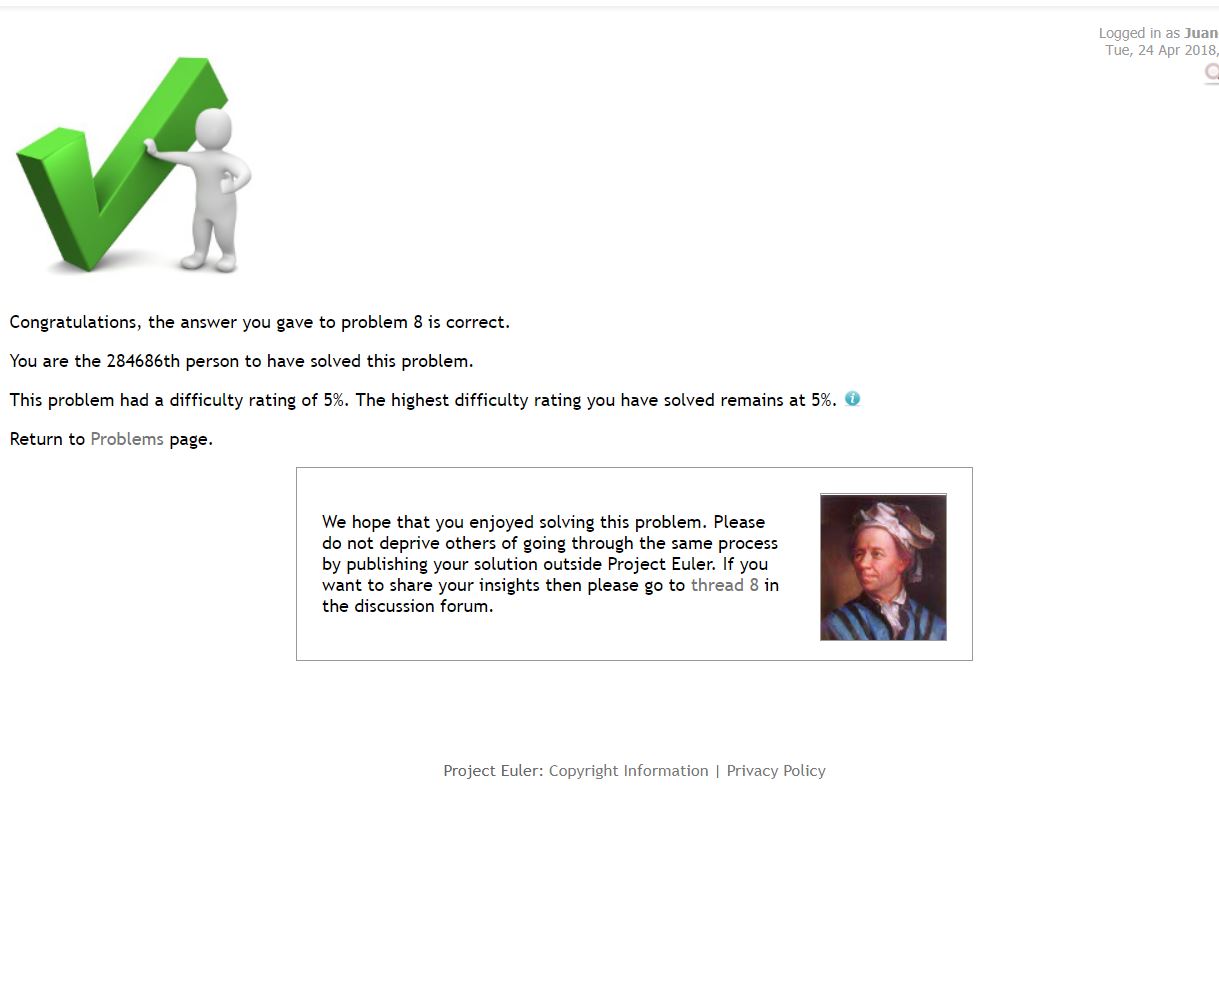 Logged in as Juan
Tue, 24 Apr 2018,
Congratulations, the answer you gave to problem 8 is correct.
You are the 284686th person to have solved this problem.
This problem had a difficulty rating of 5%. The highest difficulty rating you have solved remains at 5%. i
Return to Problems page.
We hope that you enjoyed solving this problem. Please
do not deprive others of going through the same process
by publishing your solution outside Project Euler. If you
want to share your insights then please go to thread 8 in
the discussion forum.
Project Euler: Copyright Information | Privacy Policy